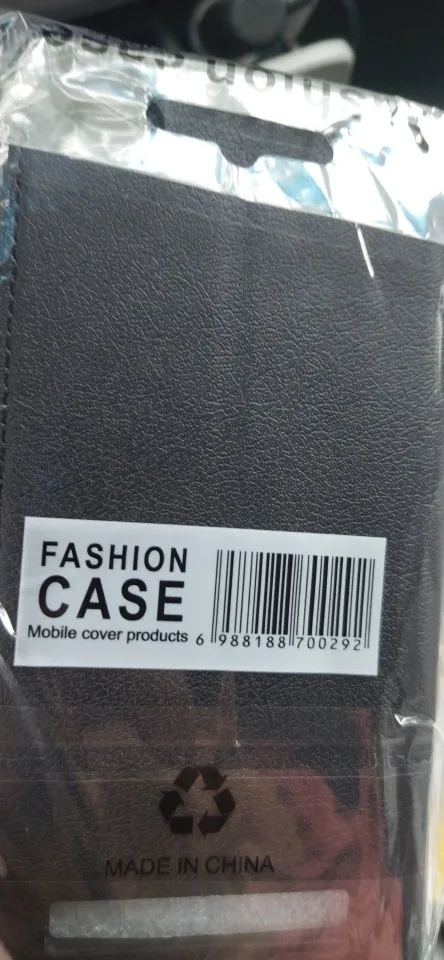 FASHION
CASE
Mobile cover products
6 988188 700292
MADE IN CHINA